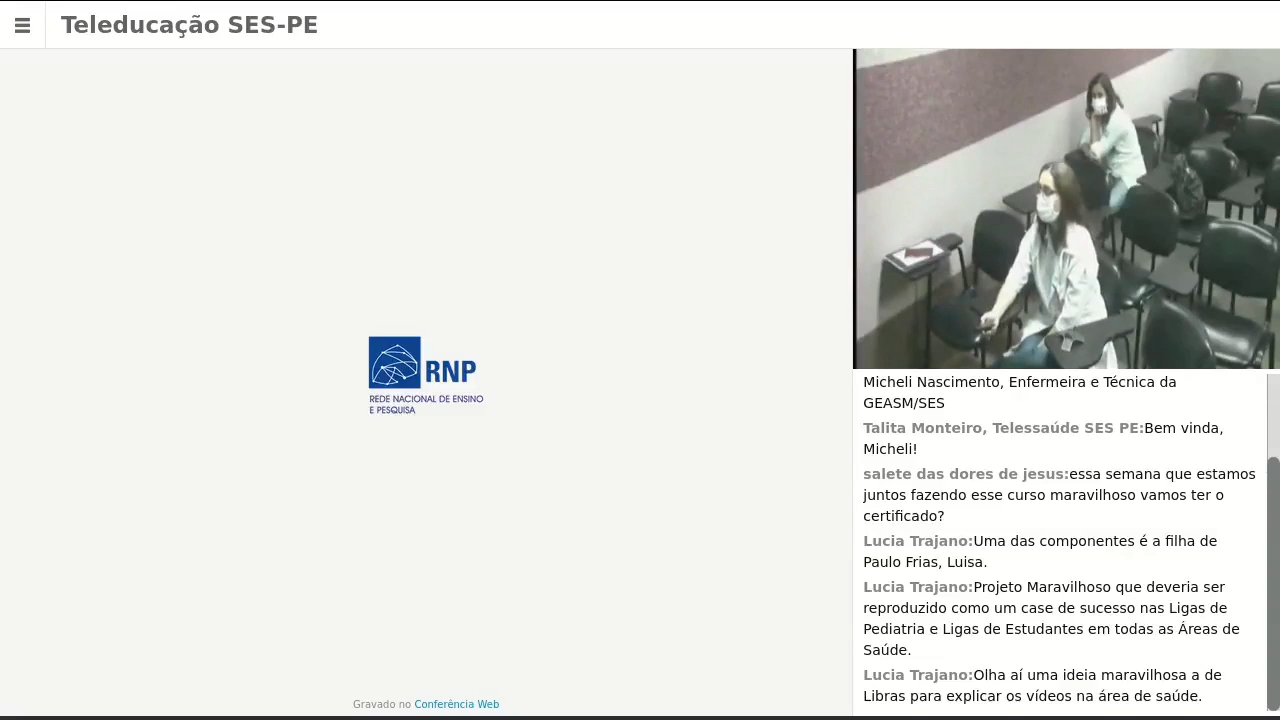 Teleducação SES-PE
RNP
REDE NACIONAL DE ENSINO
E PESQUISA
Gravado no Conferência Web
Micheli Nascimento, Enfermeira e Técnica da
GEASM/SES
Talita Monteiro, Telessaúde SES PE:Bem vinda,
Micheli!
salete das dores de jesus:essa semana que estamos
juntos fazendo esse curso maravilhoso vamos ter o
certificado?
Lucia Trajano:Uma das componentes é a filha de
Paulo Frias, Luisa.
Lucia Trajano:Projeto Maravilhoso que deveria ser
reproduzido como um case de sucesso nas Ligas de
Pediatria e Ligas de Estudantes em todas as Áreas de
Saúde.
Lucia Trajano:Olha aí uma ideia maravilhosa a de
Libras para explicar os vídeos na área de saúde.